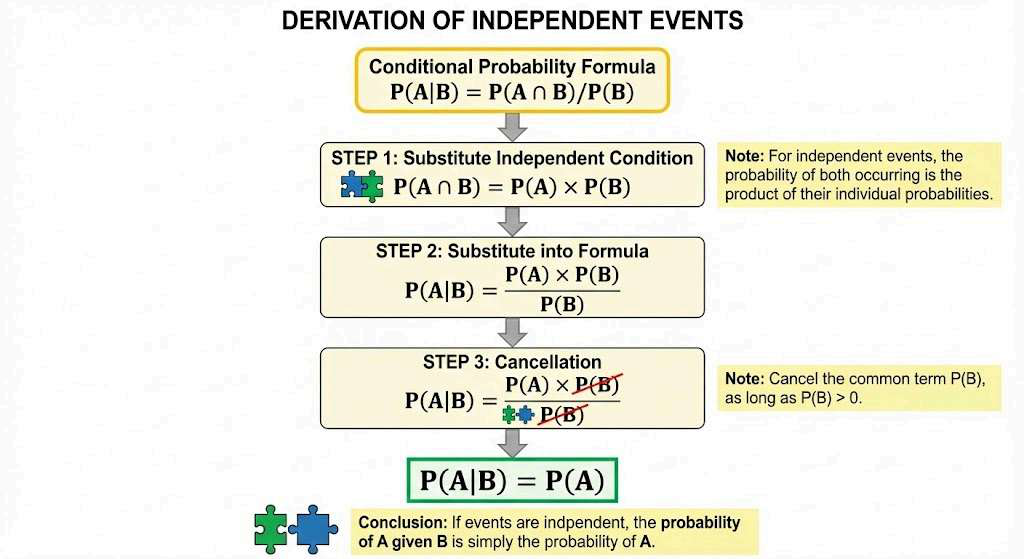 DERIVATION OF INDEPENDENT EVENTS
Conditional Probability Formula
P(A|B) = P(A ∩ B)/P(B)
STEP 1: Substitute Independent Condition
P(A ∩ B) = P(A) × P(B)
Note: For independent events, the
probability of both occurring is the
product of their individual probabilities.
STEP 2: Substitute into Formula
P(A|B) = P(A) × P(B)
P(B)
STEP 3: Cancellation
P(A|B) = P(A) × P(B)
P(B)
Note: Cancel the common term P(B),
as long as P(B) > 0.
P(A|B) = P(A)
Conclusion: If events are indpendent, the probability
of A given B is simply the probability of A.